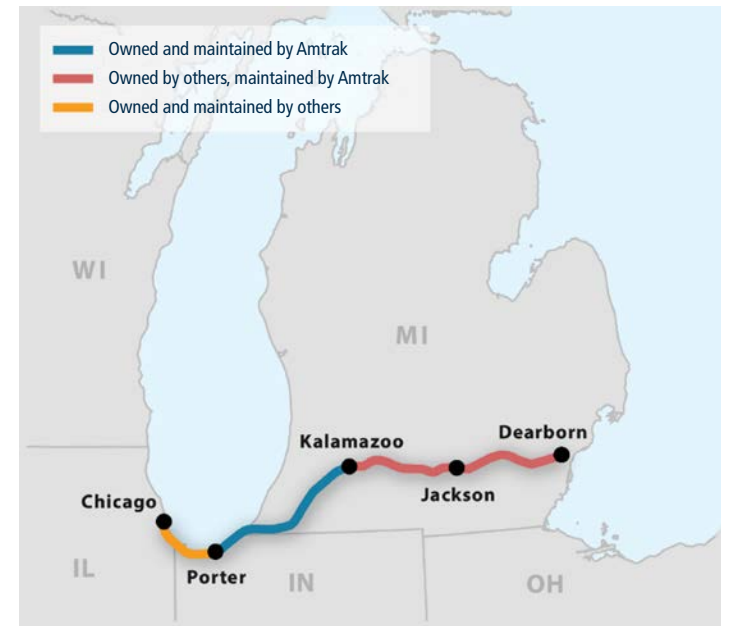 Owned and maintained by Amtrak
Owned by others, maintained by Amtrak
Owned and maintained by others
WI
MI
Kalamazoo
Dearborn
Jackson
Chicago
Porter
IL
IN
OH